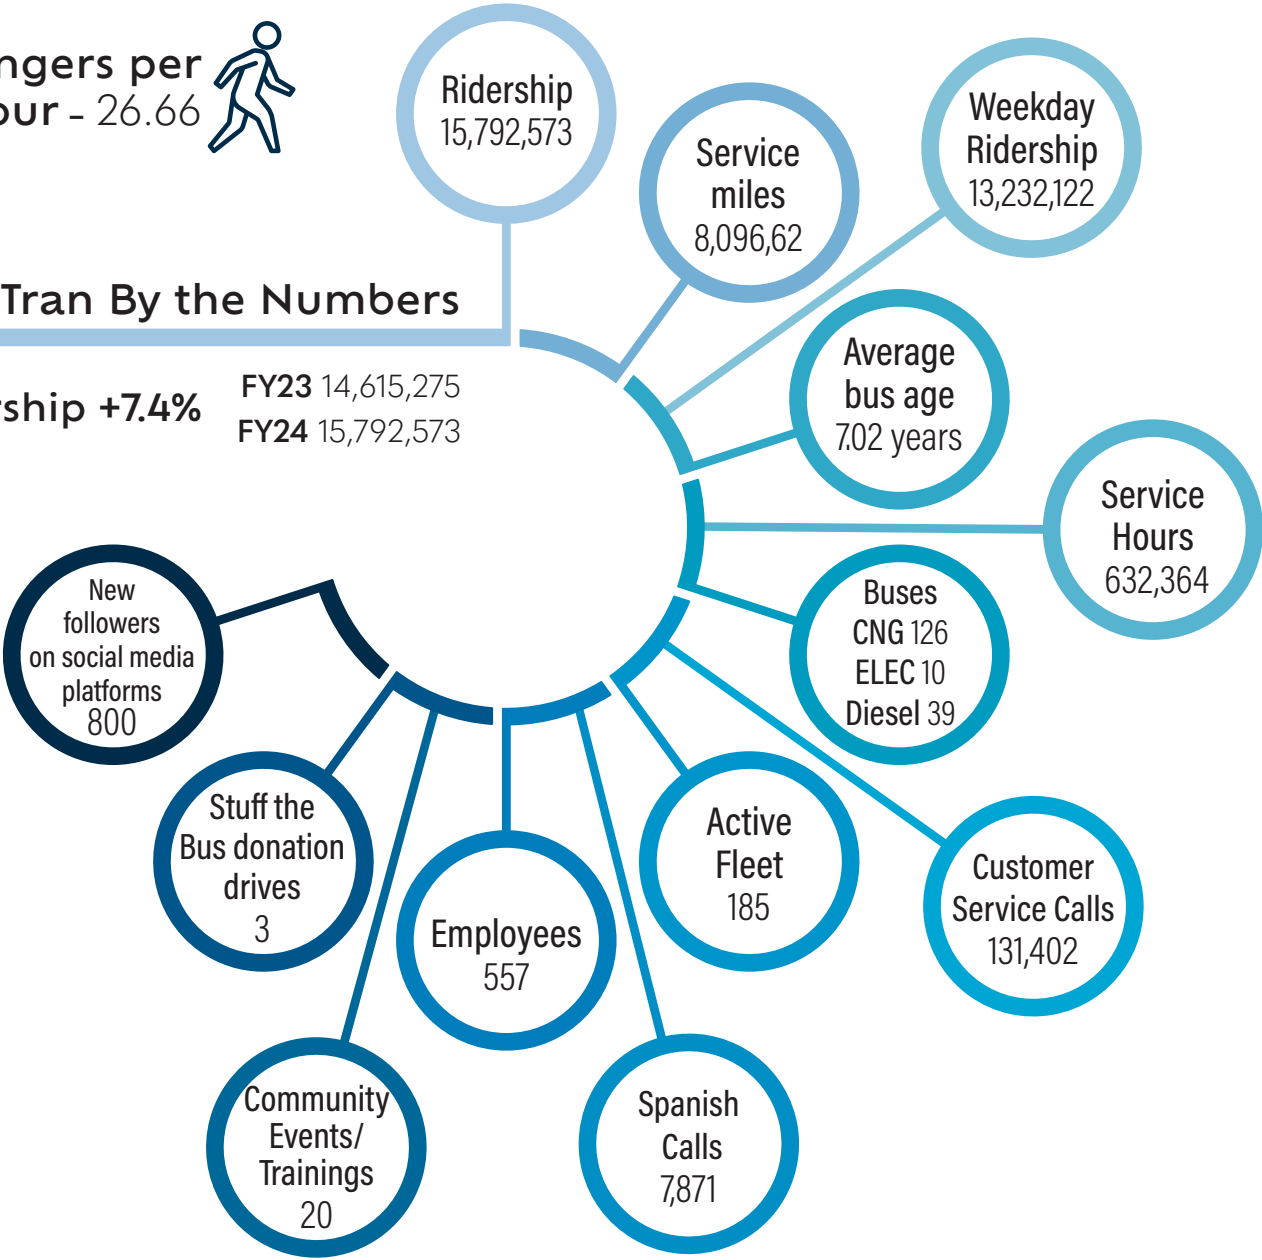 ngers per
our - 26.66
Tran By the Numbers
rship +7.4%
FY23 14,615,275
FY24 15,792,573
Ridership
15,792,573
Service
miles
8,096,62
Weekday
Ridership
13,232,122
Average
bus age
7.02 years
Service
Hours
632,364
Buses
CNG 126
ELEC 10
Diesel 39
Customer
Service Calls
131,402
Active
Fleet
185
Spanish
Calls
7,871
Employees
557
Community
Events/
Trainings
20
Stuff the
Bus donation
drives
3
New
followers
on social media
platforms
800